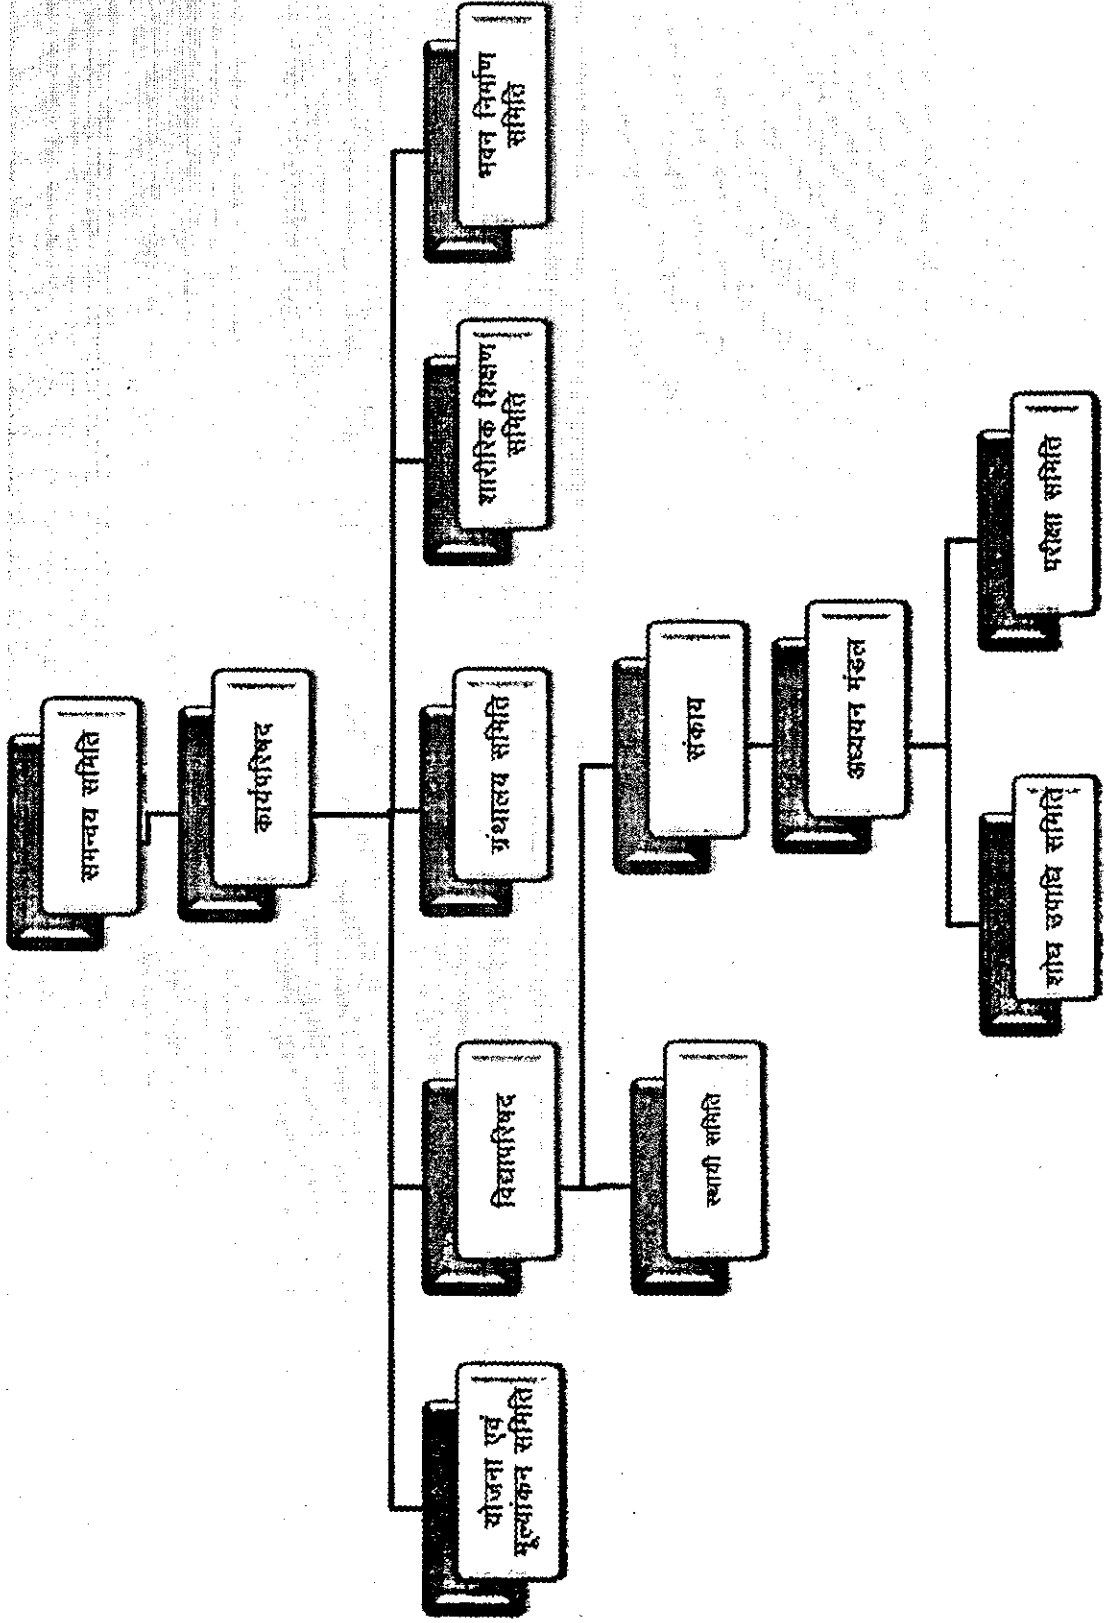 समन्वय समिति
कार्यपरिषद
भवन निर्माण
समिति
शारीरिक शिक्षण
समिति
ग्रंथालय समिति
विद्यापरिषद
योजना एवं
मूल्यांकन समिति
संकाय
स्थायी समिति
अध्ययन मंडल
परीक्षा समिति
शोध उपाधि समिति